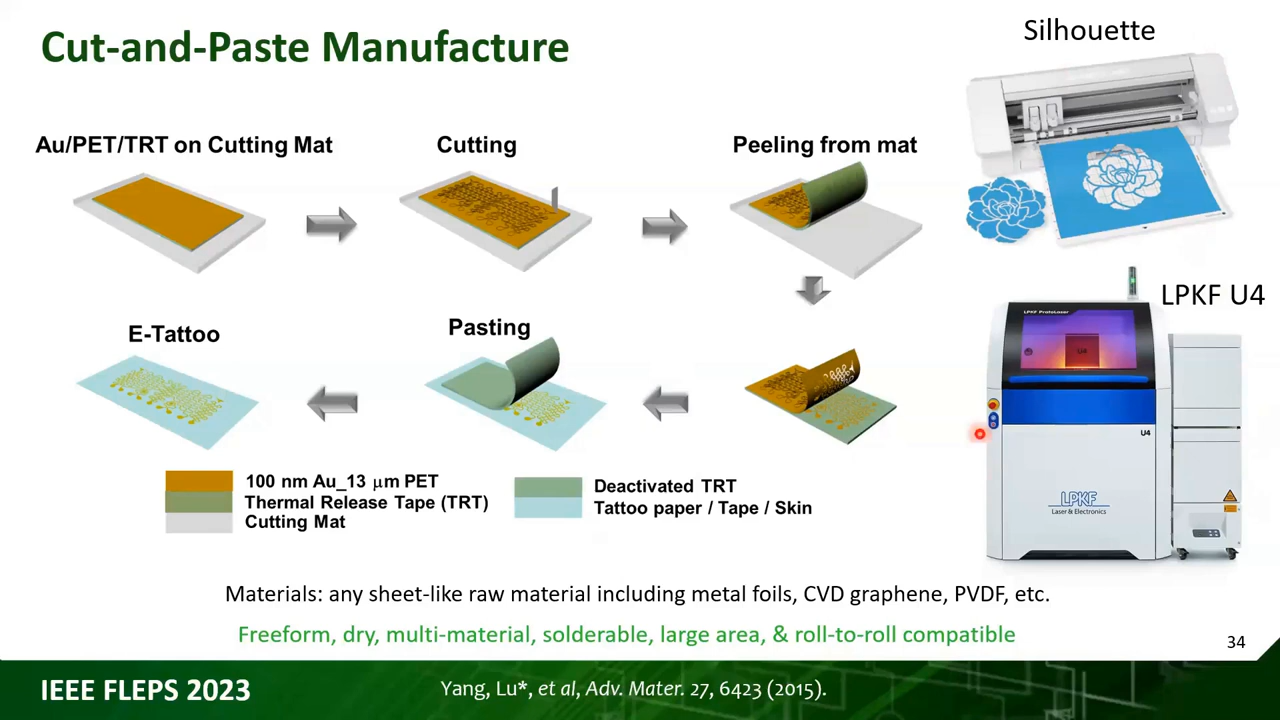 Cut-and-Paste Manufacture
Silhouette
Au/PET/TRT on Cutting Mat
Cutting
Peeling from mat
LPKF U4
LPKF ProtoLaser
U4
U4
LPKF
Laser & Electronics
E-Tattoo
Pasting
100 nm Au_13 μm PET
Thermal Release Tape (TRT)
Cutting Mat
Deactivated TRT
Tattoo paper / Tape / Skin
Materials: any sheet-like raw material including metal foils, CVD graphene, PVDF, etc.
Freeform, dry, multi-material, solderable, large area, & roll-to-roll compatible
34
IEEE FLEPS 2023
Yang, Lu*, et al, Adv. Mater. 27, 6423 (2015).